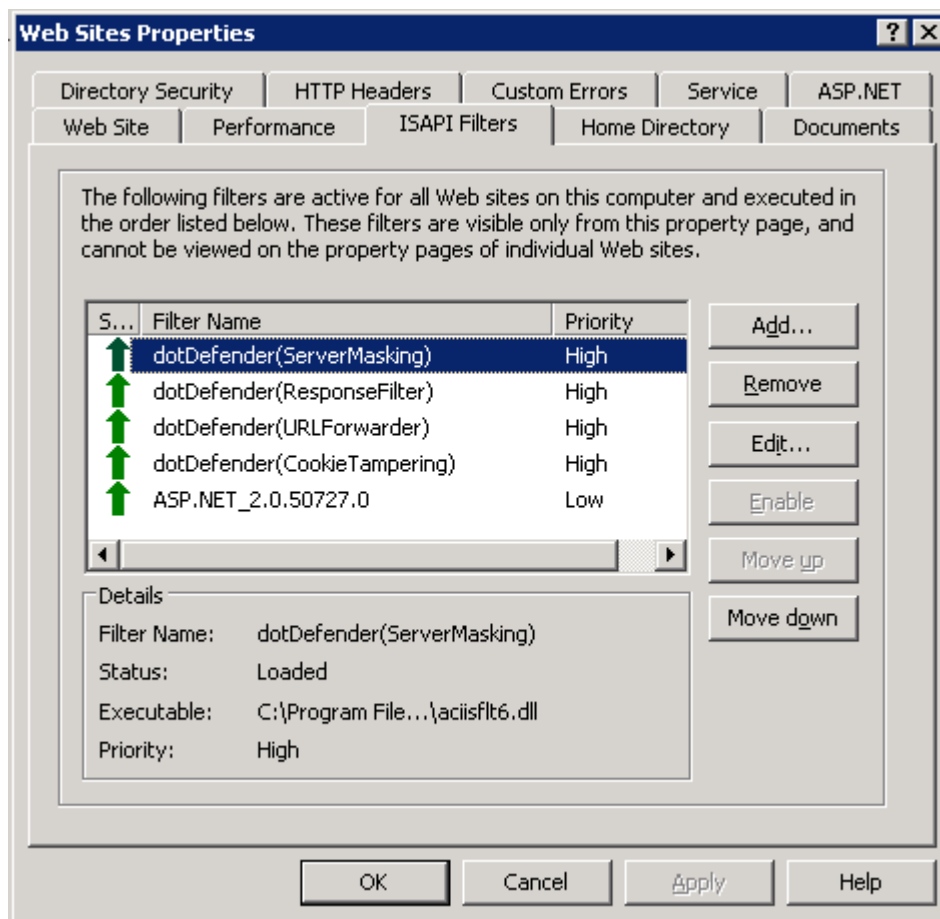 Web Sites Properties
Directory Security HTTP Headers Custom Errors Service ASP.NET
Web Site Performance ISAPI Filters Home Directory Documents
The following filters are active for all Web sites on this computer and executed in
the order listed below. These filters are visible only from this property page, and
cannot be viewed on the property pages of individual Web sites.
S... Filter Name Priority
dotDefender(ServerMasking) High
dotDefender(ResponseFilter) High
dotDefender(URLForwarder) High
dotDefender(CookieTampering) High
ASP.NET_2.0.50727.0 Low
Add...
Remove
Edit...
Enable
Move up
Move down
Details
Filter Name: dotDefender(ServerMasking)
Status: Loaded
Executable: C:\Program File...\aciisflt6.dll
Priority: High
OK Cancel Apply Help